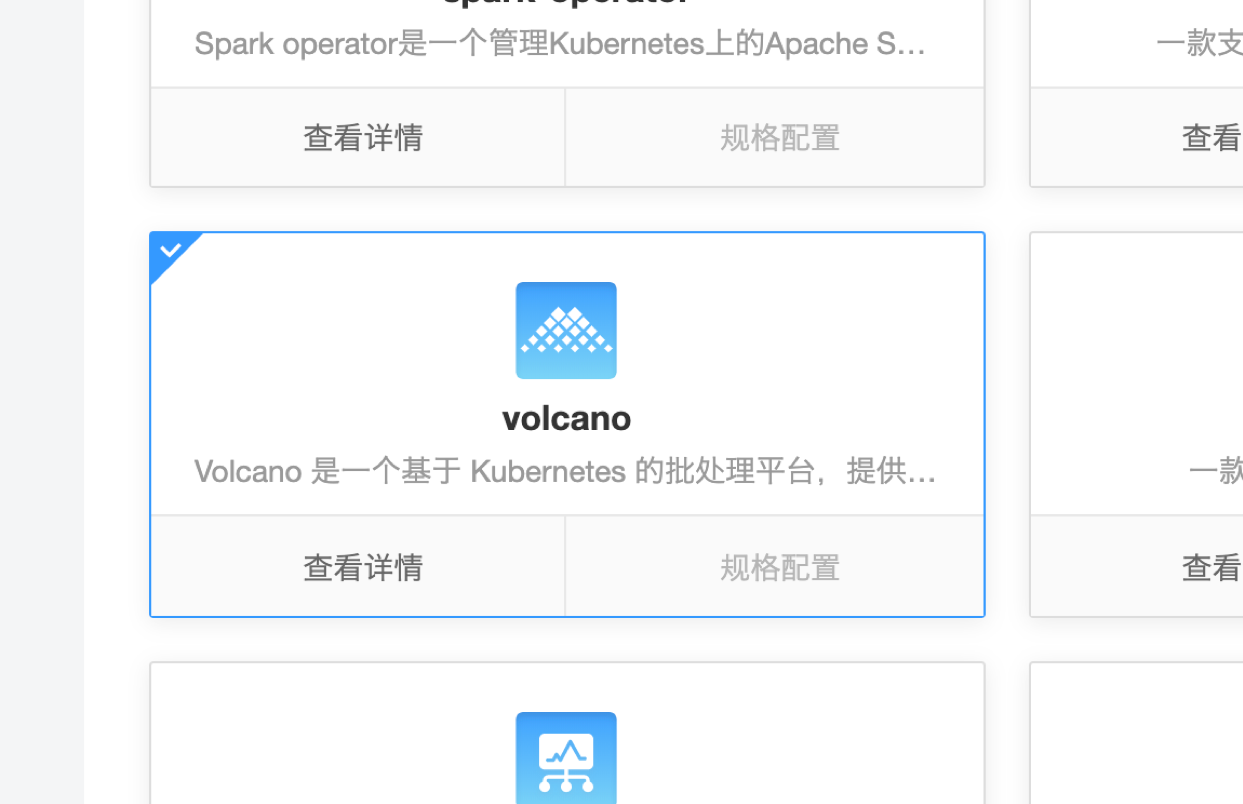 spark-operator
Spark operator是一个管理Kubernetes上的Apache S...
一款支
查看详情
规格配置
查看
volcano
Volcano 是一个基于 Kubernetes 的批处理平台，提供...
一款
查看详情
规格配置
查看